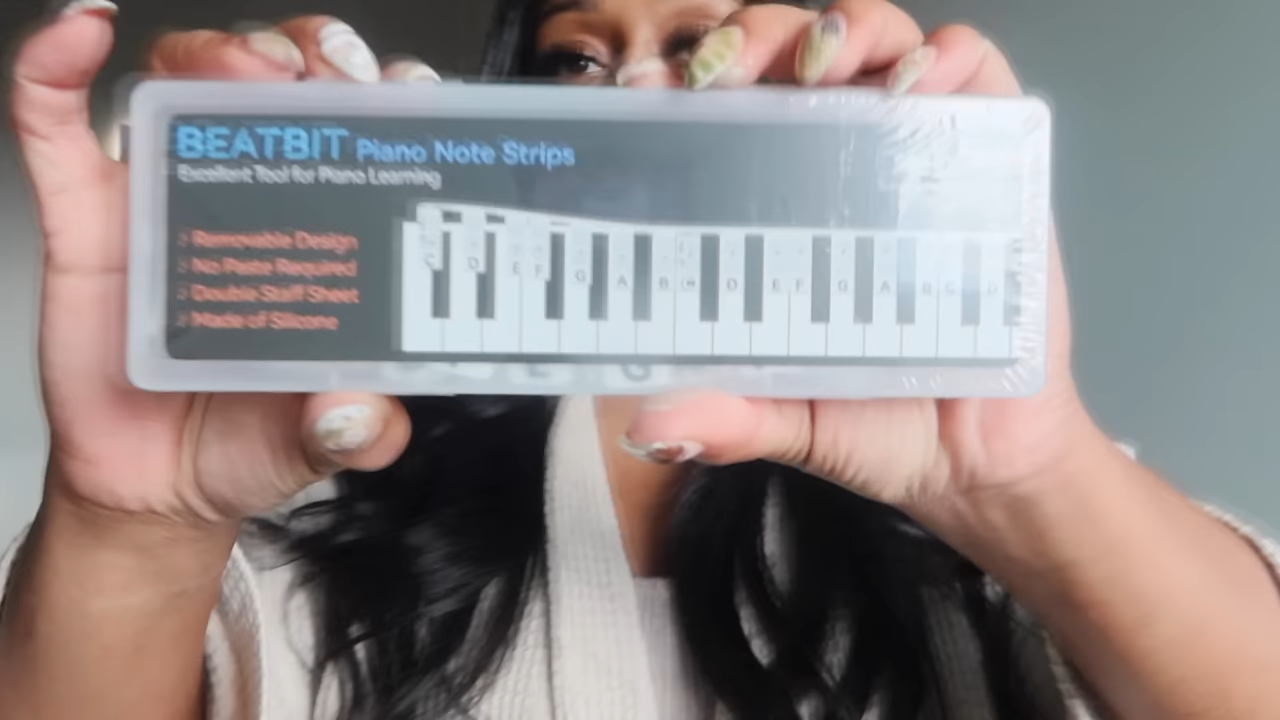 BEATBIT Piano Note Strips
Excellent Tool for Piano Learning
Removable Design
No Paste Required
Double Staff Sheet
Made of Silicone
C D E F G A B C D E F G A B C D